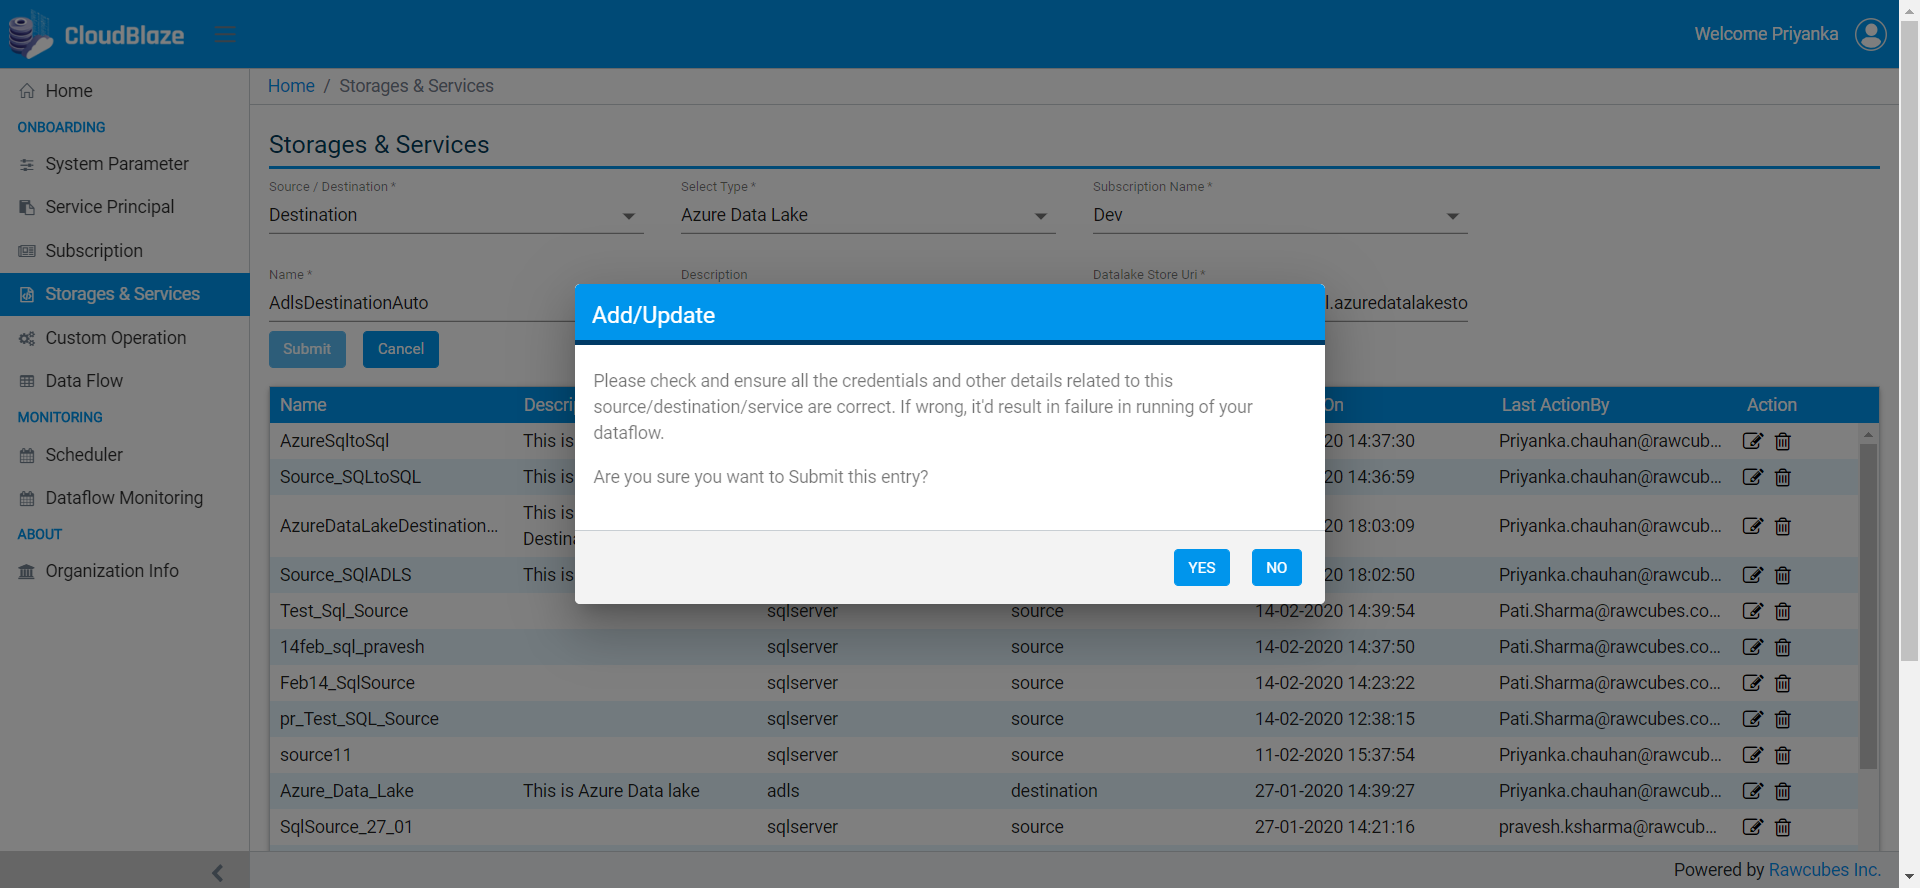 CloudBlaze
Welcome Priyanka
Home
ONBOARDING
System Parameter
Service Principal
Subscription
Storages & Services
Custom Operation
Data Flow
MONITORING
Scheduler
Dataflow Monitoring
ABOUT
Organization Info
Home / Storages & Services
Storages & Services
Source / Destination * Select Type * Subscription Name *
Destination Azure Data Lake Dev
Name * Description Datalake Store Uri *
AdlsDestinationAuto l.azuredatalakesto
Submit Cancel
Add/Update
Please check and ensure all the credentials and other details related to this
source/destination/service are correct. If wrong, it'd result in failure in running of your
dataflow.
Are you sure you want to Submit this entry?
YES NO
Name Descri On Last ActionBy Action
AzureSqltoSql This is 20 14:37:30 Priyanka.chauhan@rawcub...
Source_SQLtoSQL This is 20 14:36:59 Priyanka.chauhan@rawcub...
AzureDataLakeDestination... This is Destina 20 18:03:09 Priyanka.chauhan@rawcub...
Source_SQlADLS This is 20 18:02:50 Priyanka.chauhan@rawcub...
Test_Sql_Source sqlserver source 14-02-2020 14:39:54 Pati.Sharma@rawcubes.co...
14feb_sql_pravesh sqlserver source 14-02-2020 14:37:50 Pati.Sharma@rawcubes.co...
Feb14_SqlSource sqlserver source 14-02-2020 14:23:22 Pati.Sharma@rawcubes.co...
pr_Test_SQL_Source sqlserver source 14-02-2020 12:38:15 Pati.Sharma@rawcubes.co...
source11 sqlserver source 11-02-2020 15:37:54 Priyanka.chauhan@rawcub...
Azure_Data_Lake This is Azure Data lake adls destination 27-01-2020 14:39:27 Priyanka.chauhan@rawcub...
SqlSource_27_01 sqlserver source 27-01-2020 14:21:16 pravesh.ksharma@rawcub...
Powered by Rawcubes Inc.